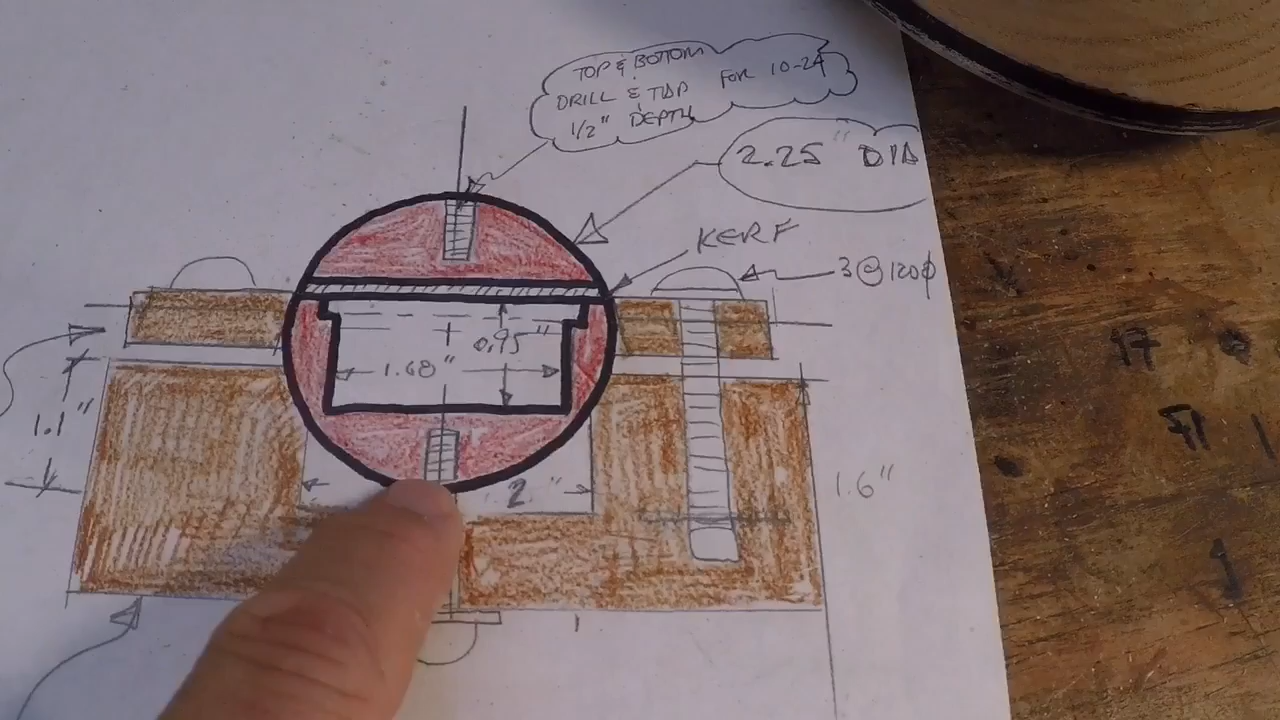 TOP & BOTTOM
DRILL & TAP FOR 10-24
1/2" DEPTH
2.25" DIA
KERF
3 @ 120
0.95"
1.68"
1.1"
2"
1.6"